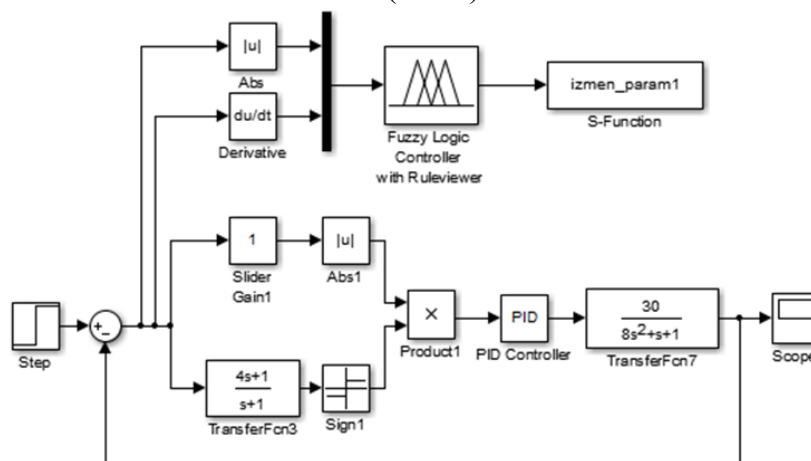 |u|
Abs
du/dt
Derivative
Fuzzy Logic
Controller
with Ruleviewer
izmen_param1
S-Function
1
Slider
Gain1
|u|
Abs1
Step
+
−
×
Product1
PID
PID Controller
30
8s²+s+1
TransferFcn7
Scope
4s+1
s+1
TransferFcn3
Sign1